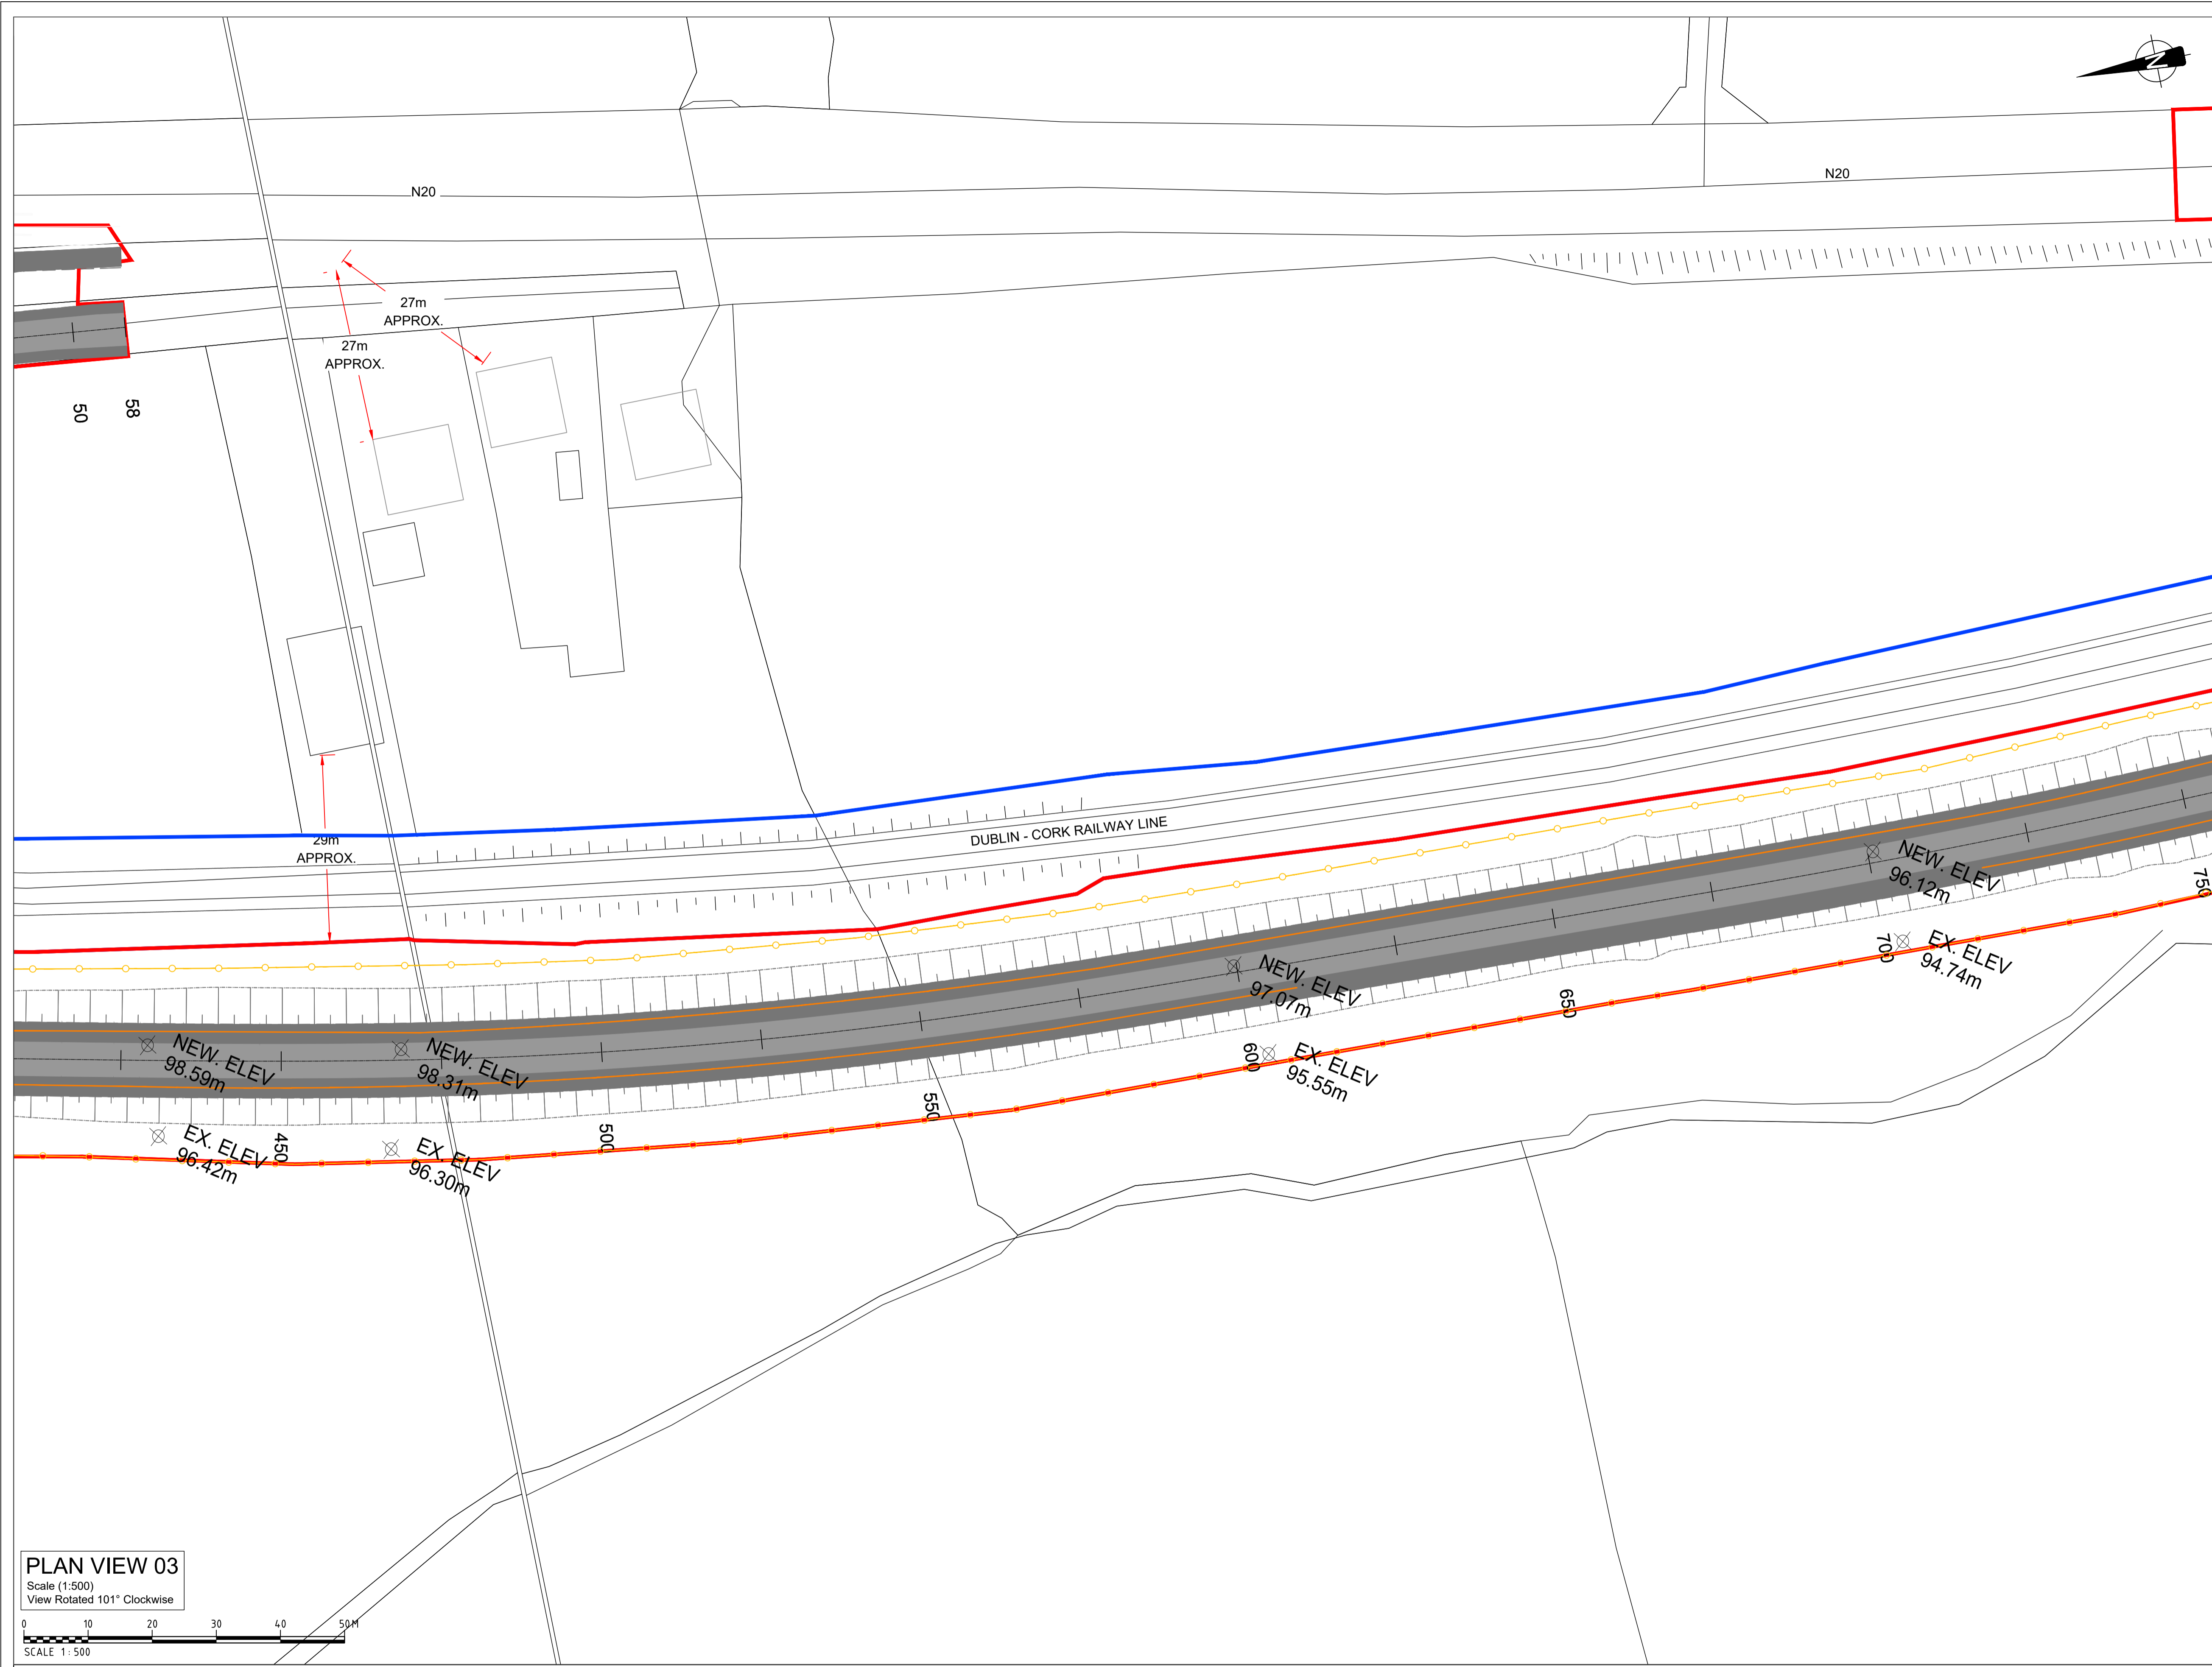 N
N20
N20
27m
APPROX.
27m
APPROX.
50
58
29m
APPROX.
DUBLIN - CORK RAILWAY LINE
NEW. ELEV
96.12m
750
EX. ELEV
94.74m
700
NEW. ELEV
97.07m
650
600
EX. ELEV
95.55m
NEW. ELEV
98.59m
NEW. ELEV
98.31m
550
500
450
EX. ELEV
96.42m
EX. ELEV
96.30m
PLAN VIEW 03
Scale (1:500)
View Rotated 101° Clockwise
0 10 20 30 40 50M
SCALE 1:500